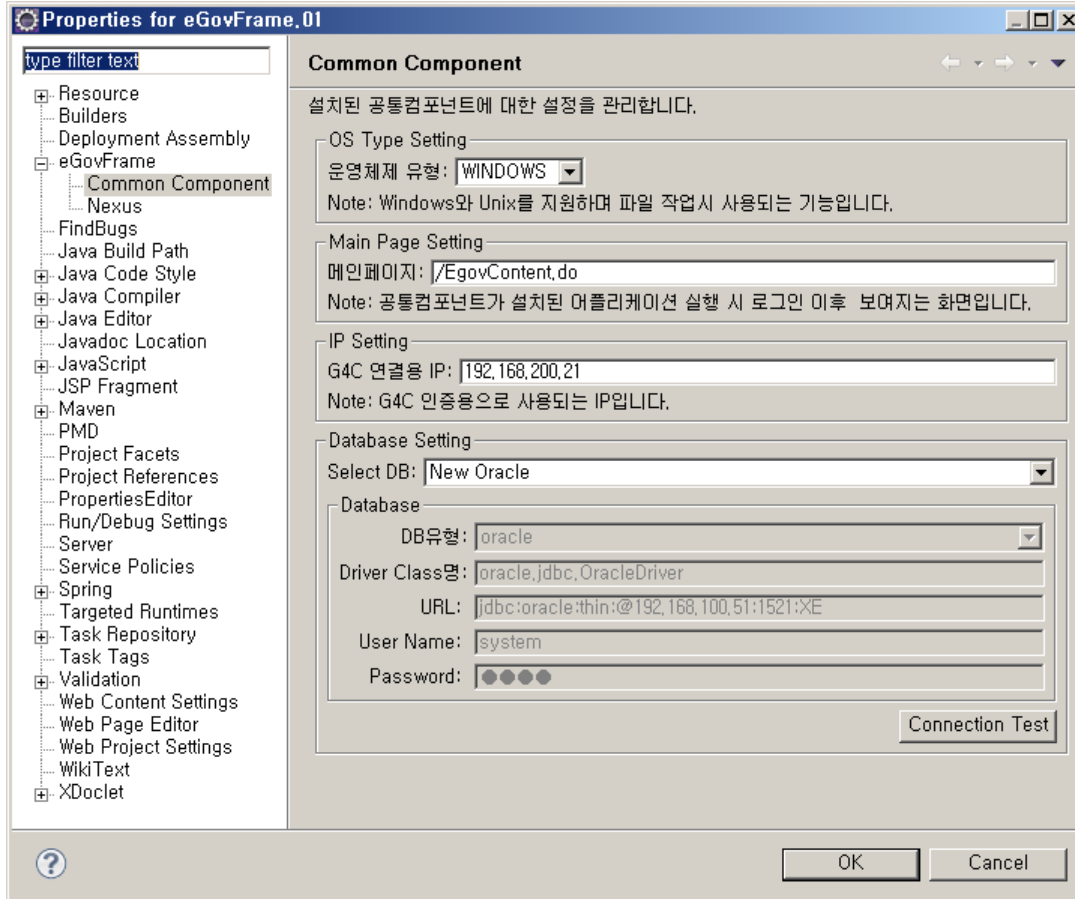 Properties for eGovFrame.01
type filter text
Resource
Builders
Deployment Assembly
eGovFrame
Common Component
Nexus
FindBugs
Java Build Path
Java Code Style
Java Compiler
Java Editor
Javadoc Location
JavaScript
JSP Fragment
Maven
PMD
Project Facets
Project References
PropertiesEditor
Run/Debug Settings
Server
Service Policies
Spring
Targeted Runtimes
Task Repository
Task Tags
Validation
Web Content Settings
Web Page Editor
Web Project Settings
WikiText
XDoclet
Common Component
설치된 공통컴포넌트에 대한 설정을 관리합니다.
OS Type Setting
운영체제 유형: WINDOWS
Note: Windows와 Unix를 지원하며 파일 작업시 사용되는 기능입니다.
Main Page Setting
메인페이지: /EgovContent.do
Note: 공통컴포넌트가 설치된 어플리케이션 실행 시 로그인 이후 보여지는 화면입니다.
IP Setting
G4C 연결용 IP: 192.168.200.21
Note: G4C 인증용으로 사용되는 IP입니다.
Database Setting
Select DB: New Oracle
Database
DB유형: oracle
Driver Class명: oracle.jdbc.OracleDriver
URL: jdbc:oracle:thin:@192.168.100.51:1521:XE
User Name: system
Password: ●●●●
Connection Test
OK
Cancel